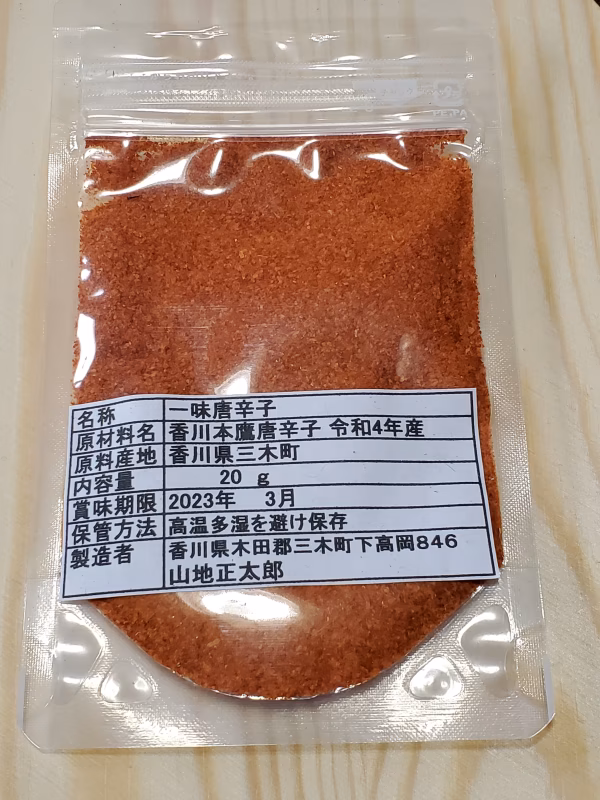 名称 一味唐辛子
原材料名 香川本鷹唐辛子 令和4年産
原料産地 香川県三木町
内容量 20 g
賞味期限 2023年 3月
保管方法 高温多湿を避け保存
製造者 香川県木田郡三木町下高岡846
山地正太郎